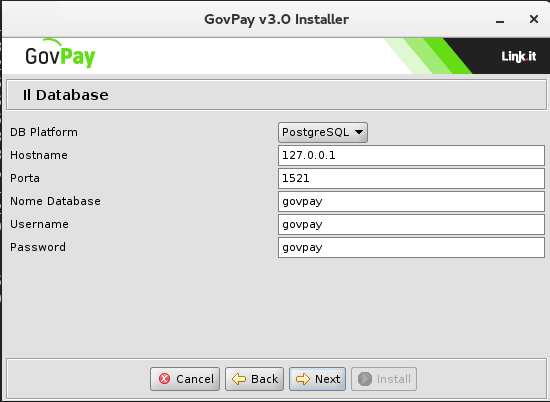 GovPay v3.0 Installer
GovPay
Link.it
Il Database
DB Platform PostgreSQL
Hostname 127.0.0.1
Porta 1521
Nome Database govpay
Username govpay
Password govpay
Cancel Back Next Install